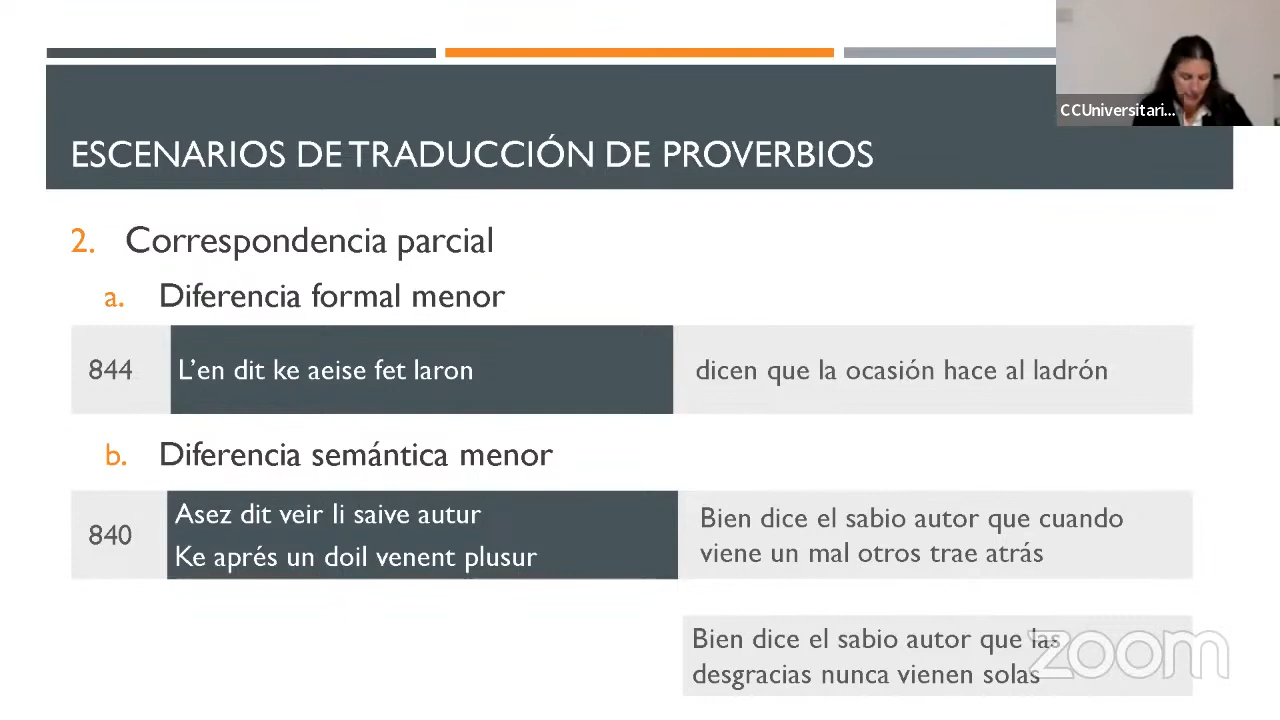 CCUniversitari...
ESCENARIOS DE TRADUCCIÓN DE PROVERBIOS
2. Correspondencia parcial
a. Diferencia formal menor
844 L’en dit ke aeise fet laron dicen que la ocasión hace al ladrón
b. Diferencia semántica menor
840
Asez dit veir li saive autur
Ke aprés un doil venent plusur
Bien dice el sabio autor que cuando
viene un mal otros trae atrás
Bien dice el sabio autor que las
desgracias nunca vienen solas
zoom